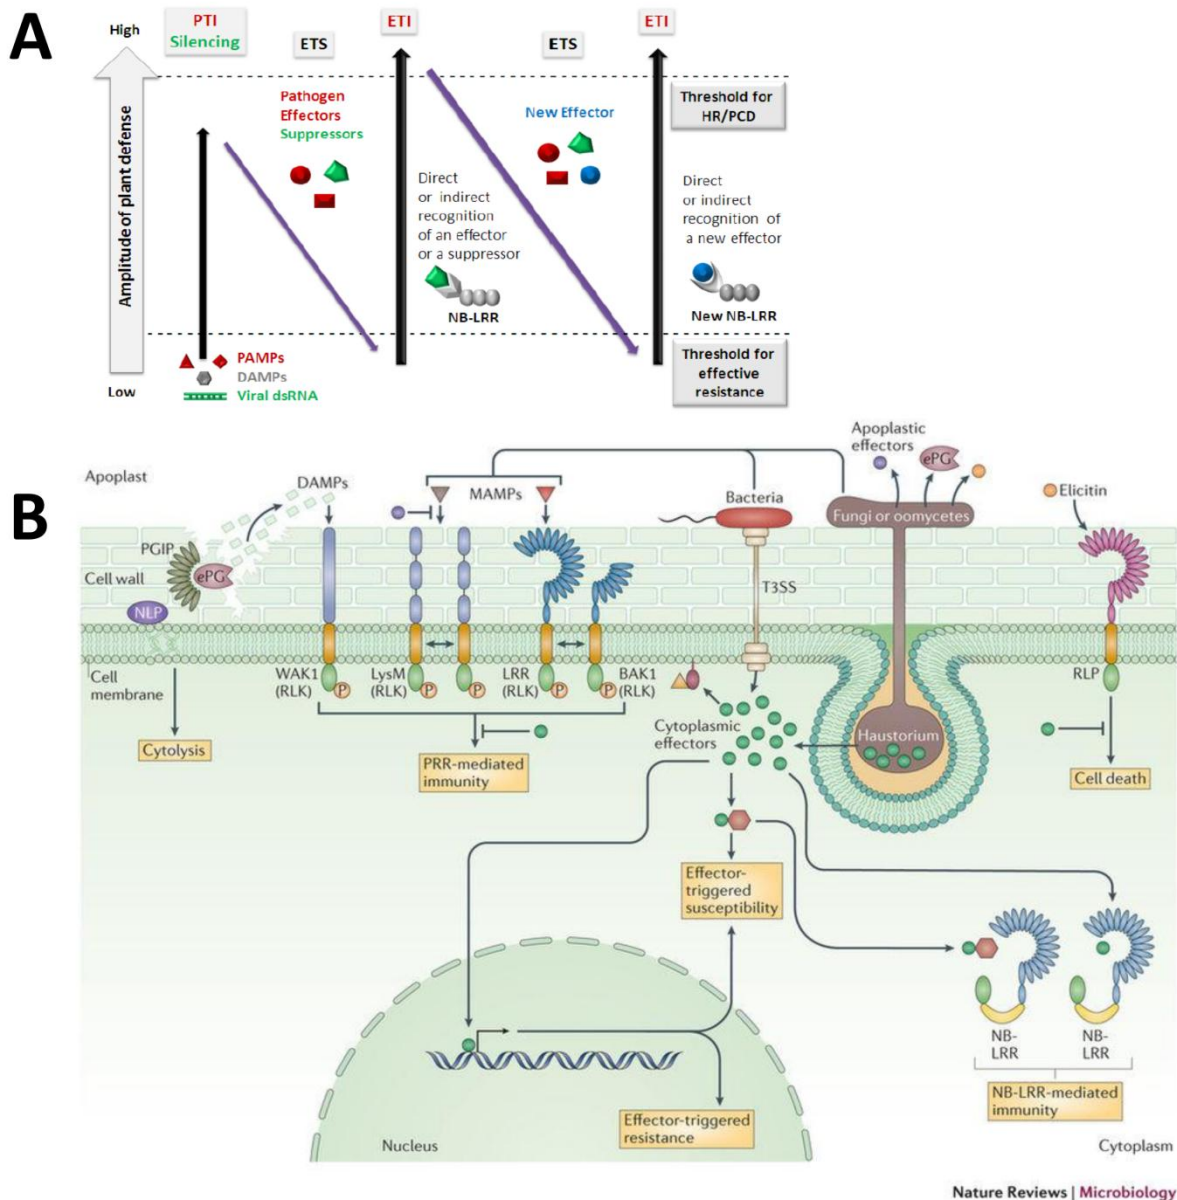 A
High
Amplitude of plant defense
Low
PTI
Silencing
ETS
ETI
ETS
ETI
Pathogen
Effectors
Suppressors
New Effector
Threshold for
HR/PCD
Direct
or indirect
recognition
of an effector
or a suppressor
NB-LRR
Direct
or indirect
recognition of
a new effector
New NB-LRR
Threshold for
effective
resistance
PAMPs
DAMPs
Viral dsRNA
B
Apoplast
DAMPs
MAMPs
Bacteria
Apoplastic
effectors
ePG
Fungi or oomycetes
Elicitin
PGIP
ePG
Cell wall
NLP
T3SS
Cell
membrane
WAK1
(RLK)
P
LysM
(RLK)
P
P
LRR
(RLK)
P
P
BAK1
(RLK)
RLP
Cytolysis
PRR-mediated
immunity
Cytoplasmic
effectors
Haustorium
Cell death
Effector-
triggered
susceptibility
NB-
LRR
NB-
LRR
NB-LRR-mediated
immunity
Effector-triggered
resistance
Nucleus
Cytoplasm
Nature Reviews | Microbiology